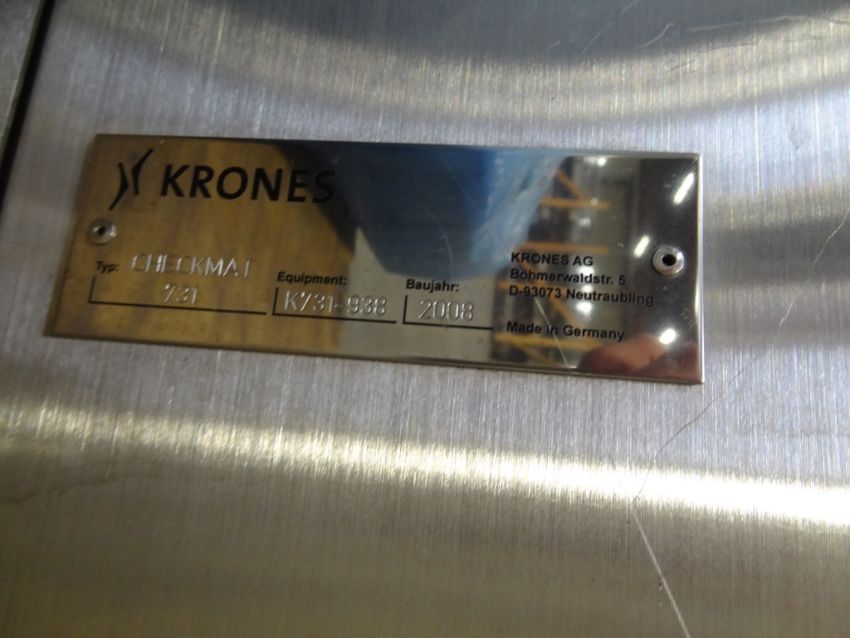 KRONES
Typ: CHECKMAT
731
Equipment:
K731-938
Baujahr:
2008
KRONES AG
Böhmerwaldstr. 5
D-93073 Neutraubling
Made in Germany